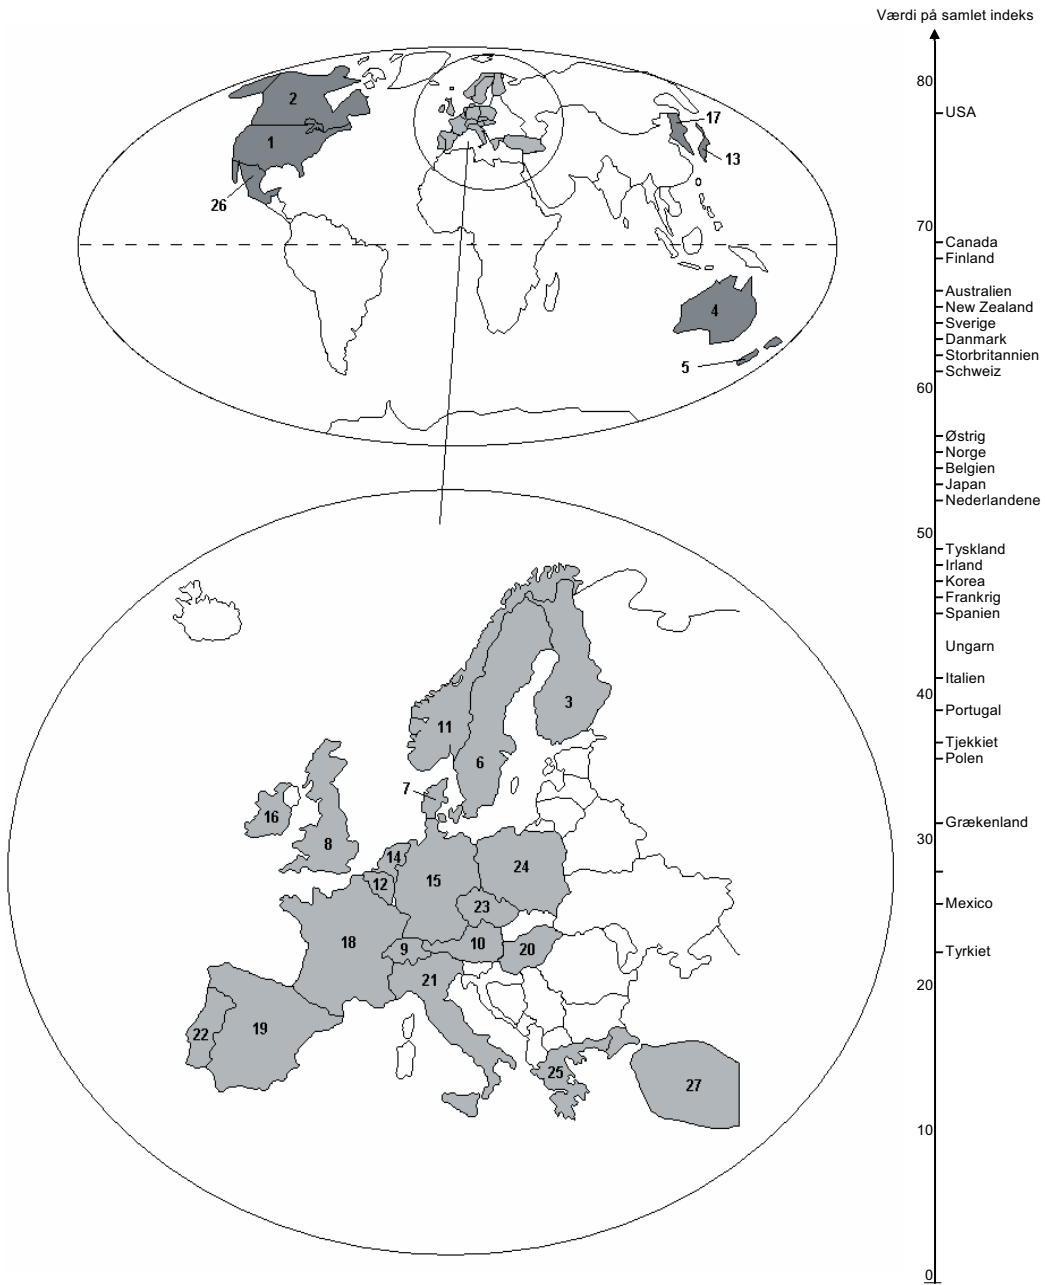 Værdi på samlet indeks
80
USA
2
17
1
13
26
70
Canada
Finland
Australien
4
New Zealand
Sverige
Danmark
Storbritannien
5
Schweiz
60
Østrig
Norge
Belgien
Japan
Nederlandene
50
Tyskland
Irland
Korea
Frankrig
Spanien
Ungarn
Italien
40
3
Portugal
11
Tjekkiet
Polen
6
7
16
Grækenland
30
8
14
15
24
12
23
Mexico
18
9
10
20
Tyrkiet
21
20
22
19
25
27
10
0